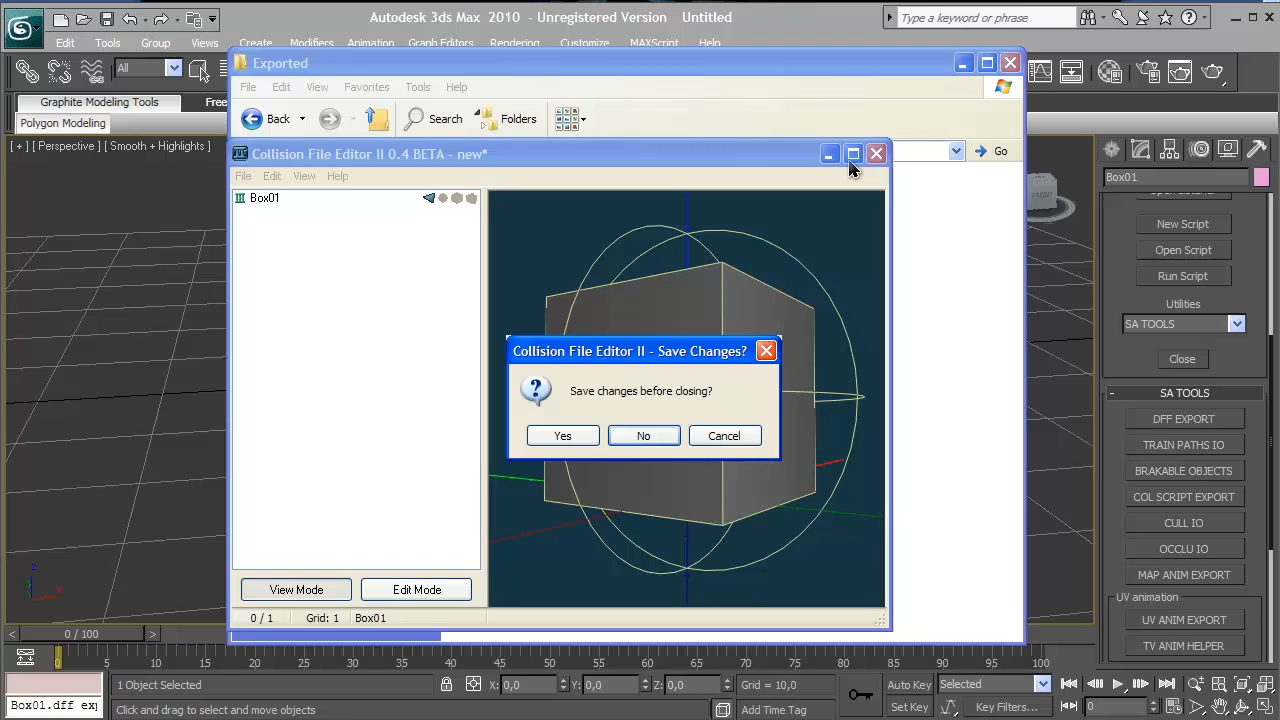 Autodesk 3ds Max 2010 - Unregistered Version Untitled
Type a keyword or phrase
Edit Tools Group Views Create Modifiers Animation Graph Editors Rendering Customize MAXScript Help
All
Graphite Modeling Tools Free
Polygon Modeling
[ + ] [ Perspective ] [ Smooth + Highlights ]
Exported
File Edit View Favorites Tools Help
Back Search Folders
Go
Collision File Editor II 0.4 BETA - new*
File Edit View Help
Box01
Collision File Editor II - Save Changes?
Save changes before closing?
Yes No Cancel
View Mode Edit Mode
0 / 1 Grid: 1 Box01
FRONT
Box01
New Script
Open Script
Run Script
Utilities
SA TOOLS
Close
- SA TOOLS
DFF EXPORT
TRAIN PATHS IO
BRAKABLE OBJECTS
COL SCRIPT EXPORT
CULL IO
OCCLU IO
MAP ANIM EXPORT
UV animation
UV ANIM EXPORT
TV ANIM HELPER
z x
< 0 / 100 >
0 5 10 15 20 25 30 35 40 45 50 55 60 65 70 75 80 85 90 95 100
1 Object Selected X: 0,0 Y: 0,0 Z: 0,0 Grid = 10,0 Auto Key Selected
Box01.dff exp Click and drag to select and move objects Add Time Tag Set Key Key Filters... 0